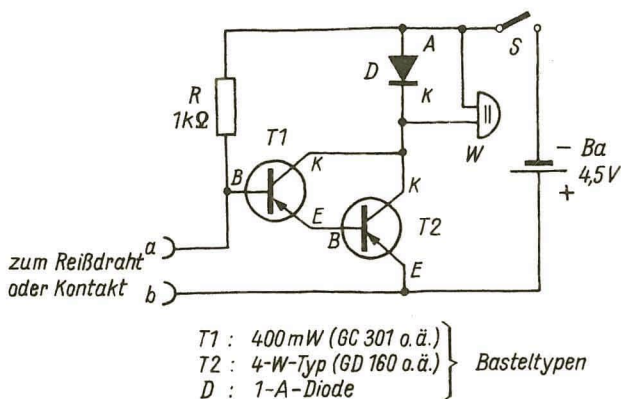 A
S
D
R
1kΩ
K
T1
W
− Ba
4,5V
+
K
K
B
E
T2
B
E
a
zum Reißdraht
oder Kontakt
b
T1 : 400 mW (GC 301 o.ä.)
T2 : 4-W-Typ (GD 160 o.ä.)
D : 1-A-Diode
Basteltypen